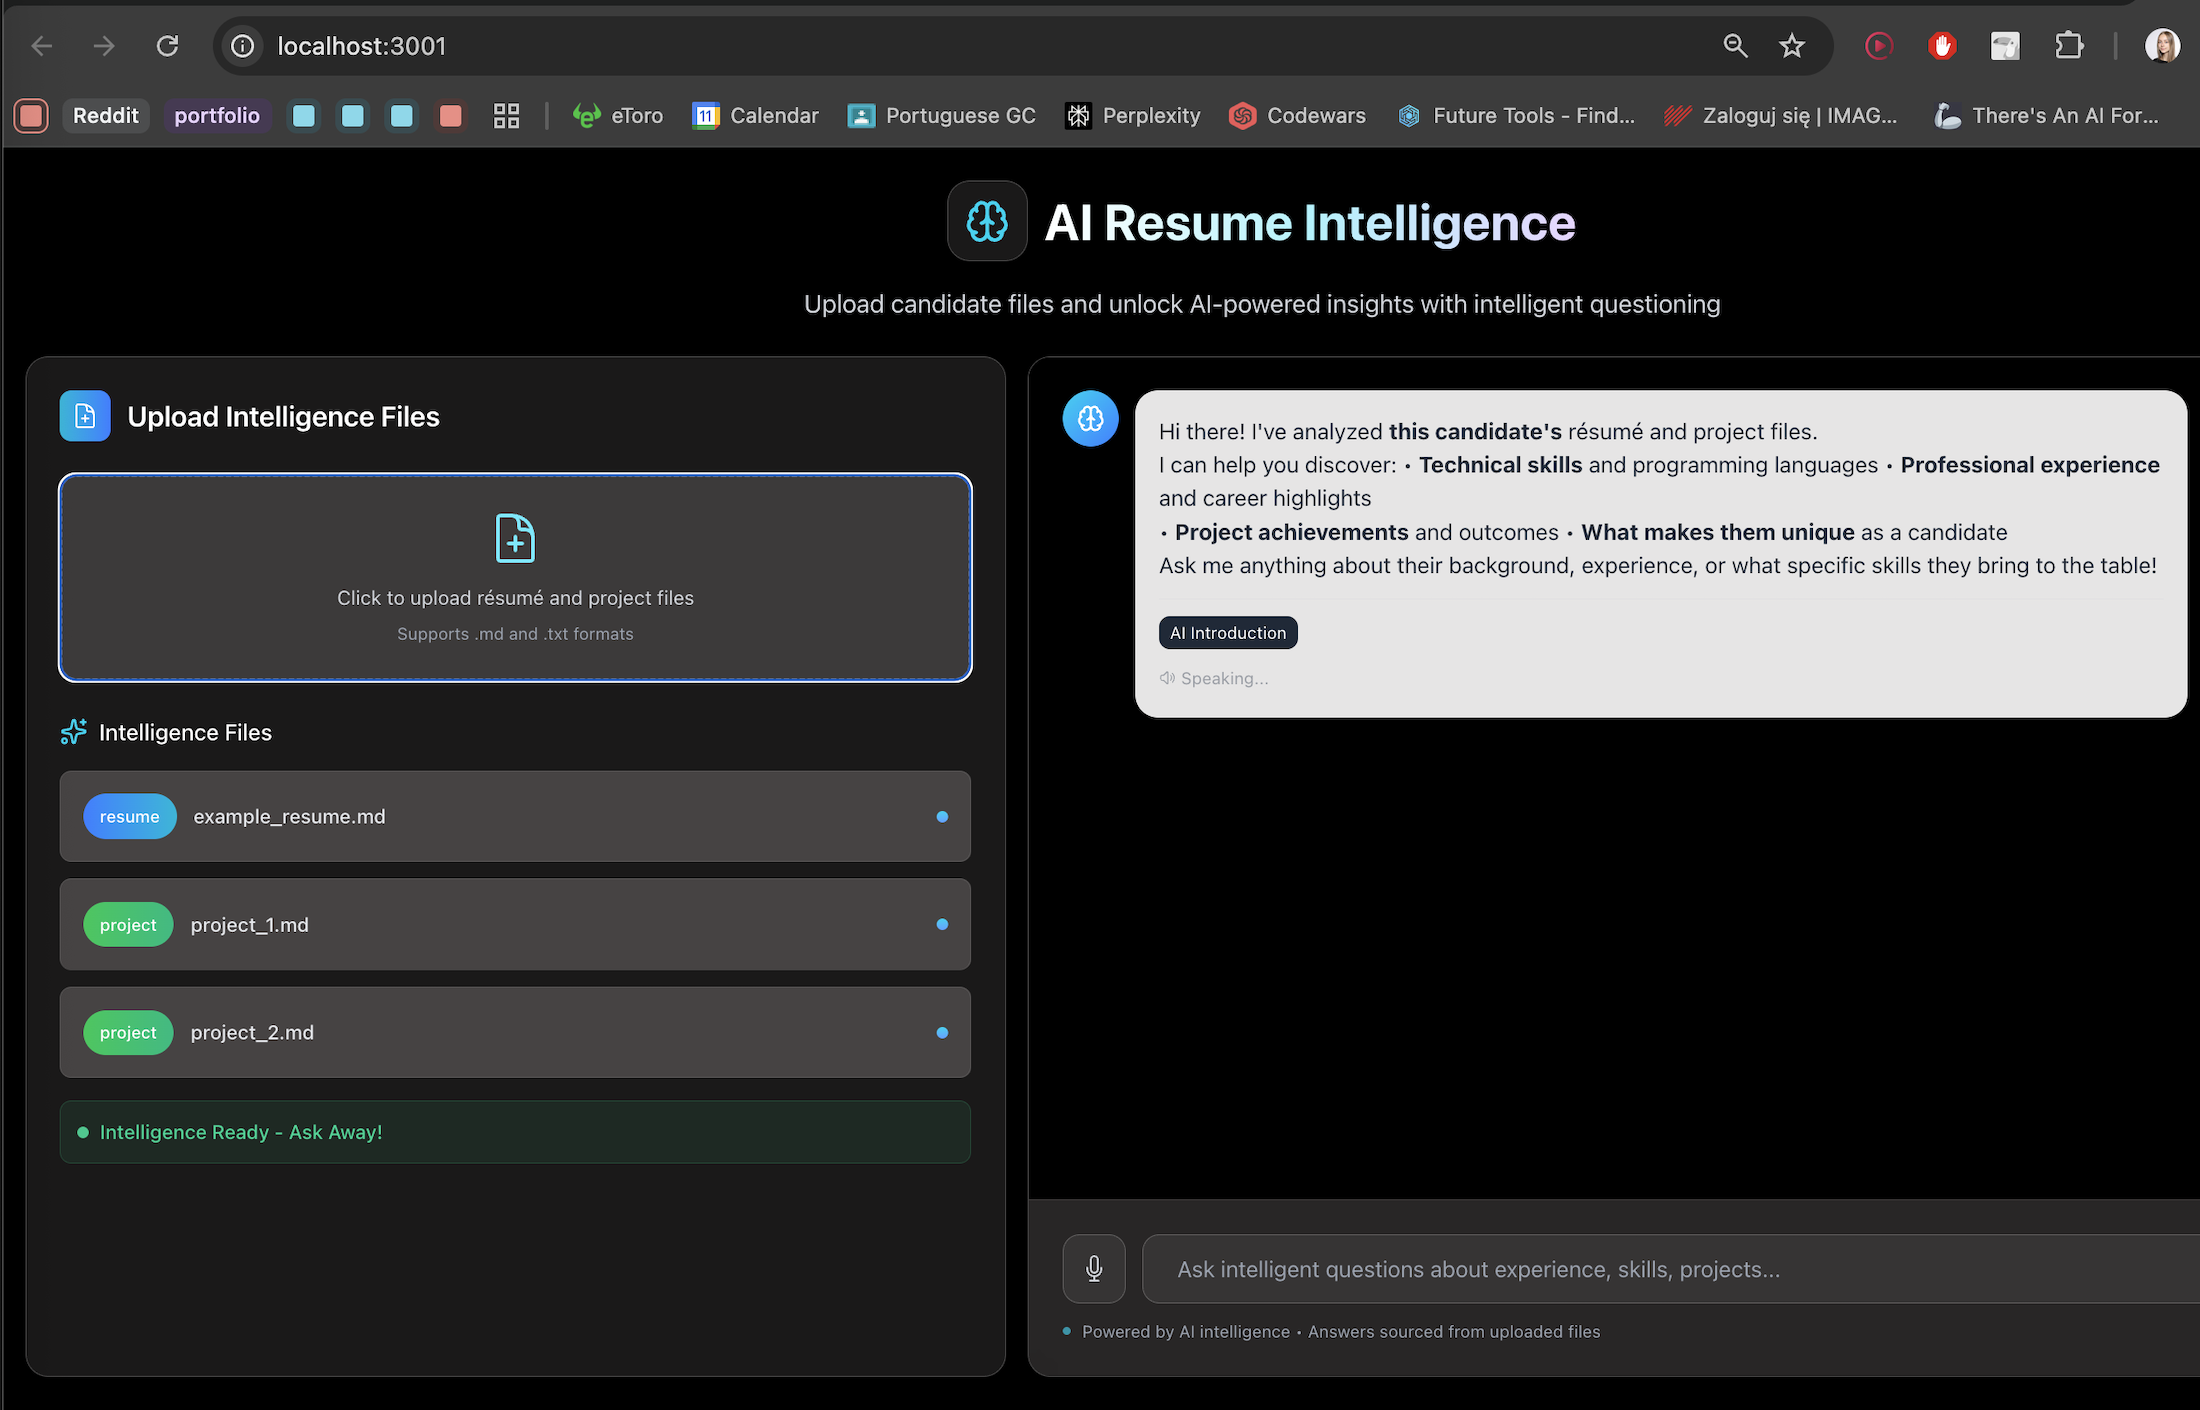 localhost:3001
Reddit
portfolio
eToro
11
Calendar
Portuguese GC
Perplexity
Codewars
Future Tools - Find...
Zaloguj się | IMAG...
There's An AI For...
AI Resume Intelligence
Upload candidate files and unlock AI-powered insights with intelligent questioning
Upload Intelligence Files
Click to upload résumé and project files
Supports .md and .txt formats
Intelligence Files
resume example_resume.md
project project_1.md
project project_2.md
Intelligence Ready - Ask Away!
Hi there! I've analyzed this candidate's résumé and project files.
I can help you discover: • Technical skills and programming languages • Professional experience
and career highlights
• Project achievements and outcomes • What makes them unique as a candidate
Ask me anything about their background, experience, or what specific skills they bring to the table!
AI Introduction
Speaking...
Ask intelligent questions about experience, skills, projects...
Powered by AI intelligence • Answers sourced from uploaded files